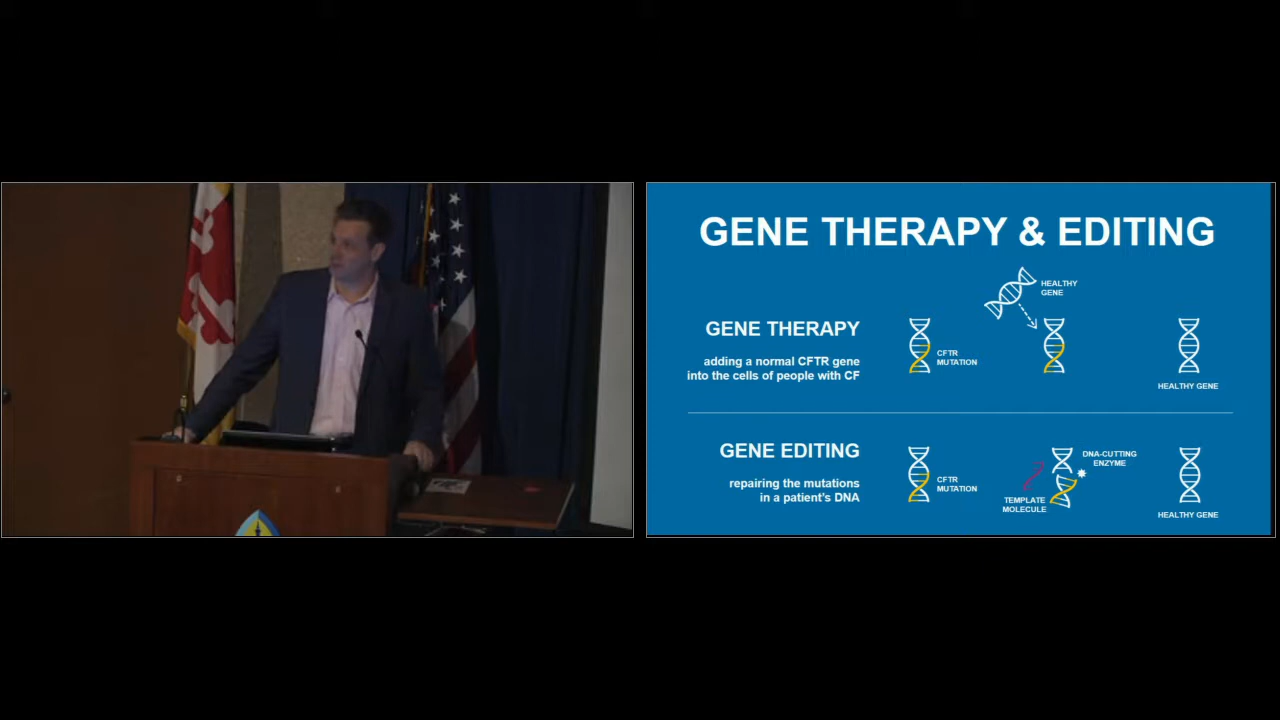 GENE THERAPY & EDITING
HEALTHY
GENE
GENE THERAPY
adding a normal CFTR gene
into the cells of people with CF
CFTR
MUTATION
HEALTHY GENE
GENE EDITING
repairing the mutations
in a patient's DNA
CFTR
MUTATION
DNA-CUTTING
ENZYME
TEMPLATE
MOLECULE
HEALTHY GENE